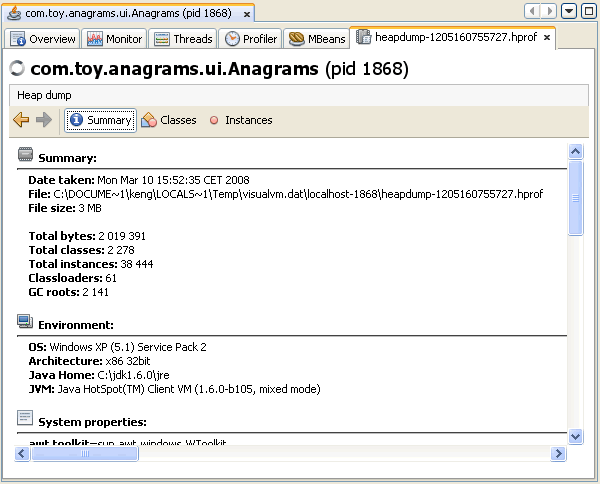 com.toy.anagrams.ui.Anagrams (pid 1868)
Overview Monitor Threads Profiler MBeans heapdump-1205160755727.hprof
com.toy.anagrams.ui.Anagrams (pid 1868)
Heap dump
Summary Classes Instances
Summary:
Date taken: Mon Mar 10 15:52:35 CET 2008
File: C:\DOCUME~1\keng\LOCALS~1\Temp\visualvm.dat\localhost-1868\heapdump-1205160755727.hprof
File size: 3 MB
Total bytes: 2 019 391
Total classes: 2 278
Total instances: 38 444
Classloaders: 61
GC roots: 2 141
Environment:
OS: Windows XP (5.1) Service Pack 2
Architecture: x86 32bit
Java Home: C:\jdk1.6.0\jre
JVM: Java HotSpot(TM) Client VM (1.6.0-b105, mixed mode)
System properties:
awt.toolkit=sun.awt.windows.WToolkit